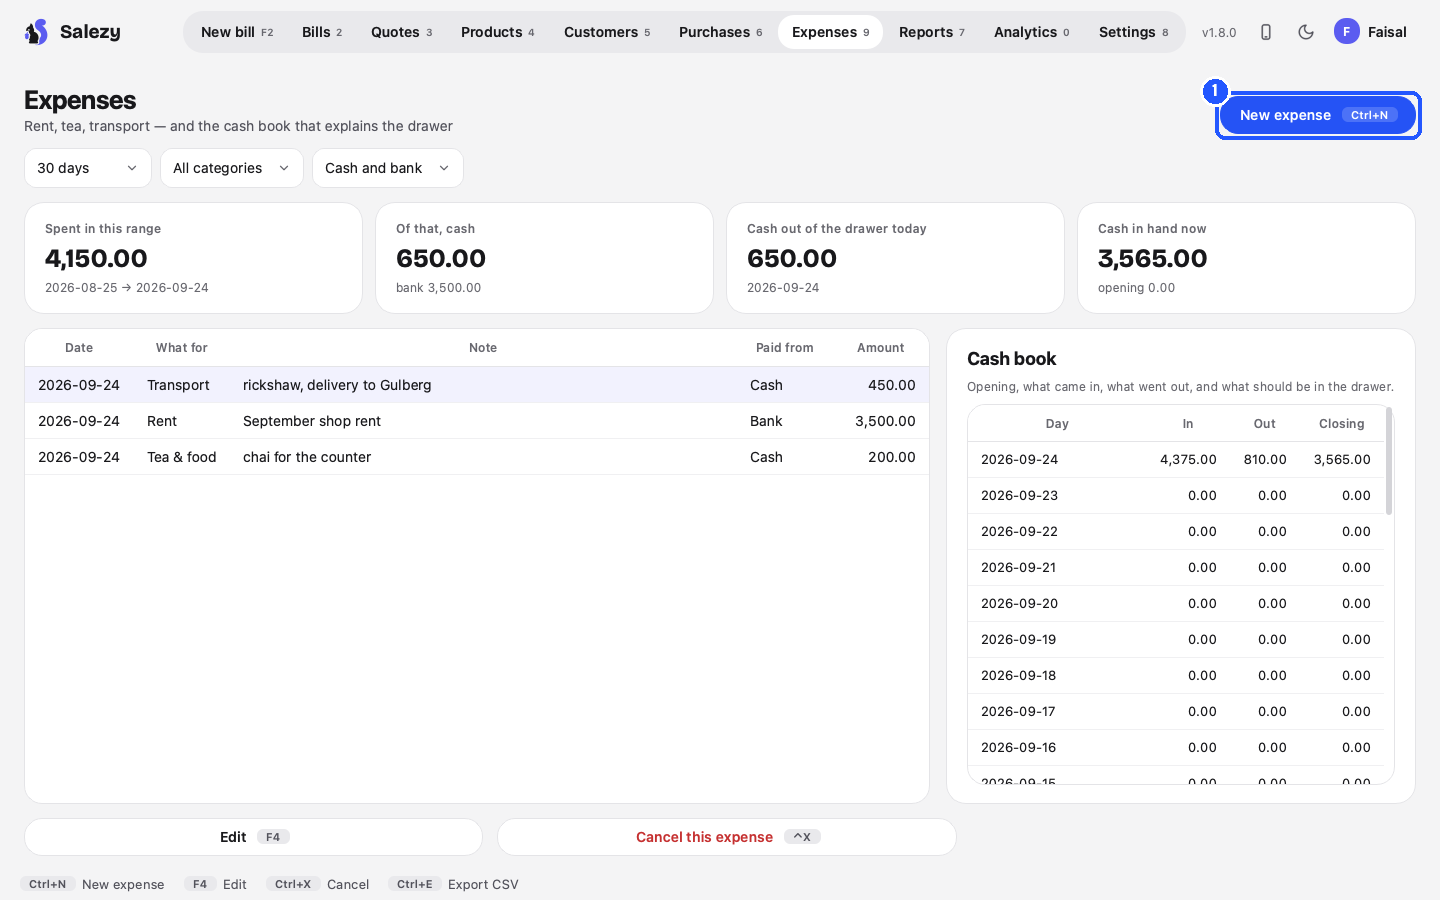 Salezy
New bill F2 Bills 2 Quotes 3 Products 4 Customers 5 Purchases 6 Expenses 9 Reports 7 Analytics 0 Settings 8
v1.8.0
F Faisal
Expenses
Rent, tea, transport — and the cash book that explains the drawer
1
New expense Ctrl+N
30 days All categories Cash and bank
Spent in this range
4,150.00
2026-08-25 → 2026-09-24
Of that, cash
650.00
bank 3,500.00
Cash out of the drawer today
650.00
2026-09-24
Cash in hand now
3,565.00
opening 0.00
Date What for Note Paid from Amount
2026-09-24 Transport rickshaw, delivery to Gulberg Cash 450.00
2026-09-24 Rent September shop rent Bank 3,500.00
2026-09-24 Tea & food chai for the counter Cash 200.00
Cash book
Opening, what came in, what went out, and what should be in the drawer.
Day In Out Closing
2026-09-24 4,375.00 810.00 3,565.00
2026-09-23 0.00 0.00 0.00
2026-09-22 0.00 0.00 0.00
2026-09-21 0.00 0.00 0.00
2026-09-20 0.00 0.00 0.00
2026-09-19 0.00 0.00 0.00
2026-09-18 0.00 0.00 0.00
2026-09-17 0.00 0.00 0.00
2026-09-16 0.00 0.00 0.00
2026-09-15 0.00 0.00 0.00
Edit F4
Cancel this expense ^X
Ctrl+N New expense F4 Edit Ctrl+X Cancel Ctrl+E Export CSV